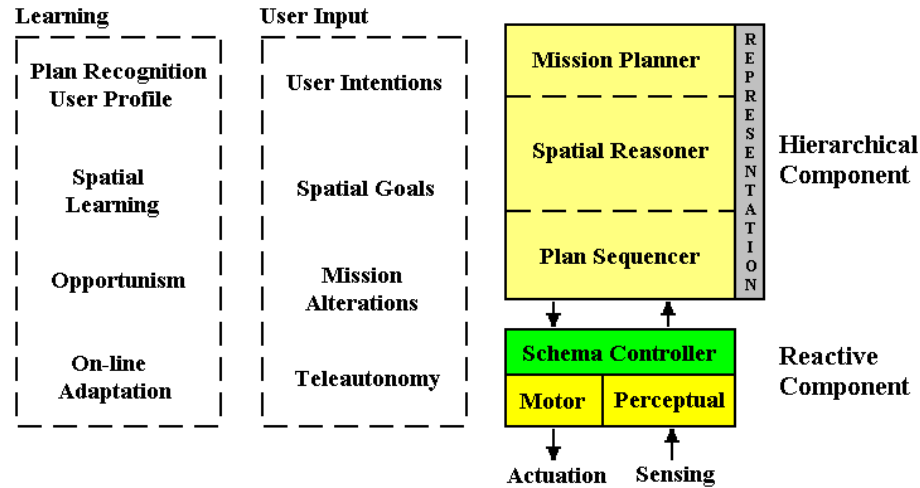 Learning
Plan Recognition
User Profile
Spatial
Learning
Opportunism
On-line
Adaptation
User Input
User Intentions
Spatial Goals
Mission
Alterations
Teleautonomy
Mission Planner
Spatial Reasoner
Plan Sequencer
REPRESENTATION
Hierarchical
Component
Schema Controller
Motor
Perceptual
Reactive
Component
Actuation
Sensing